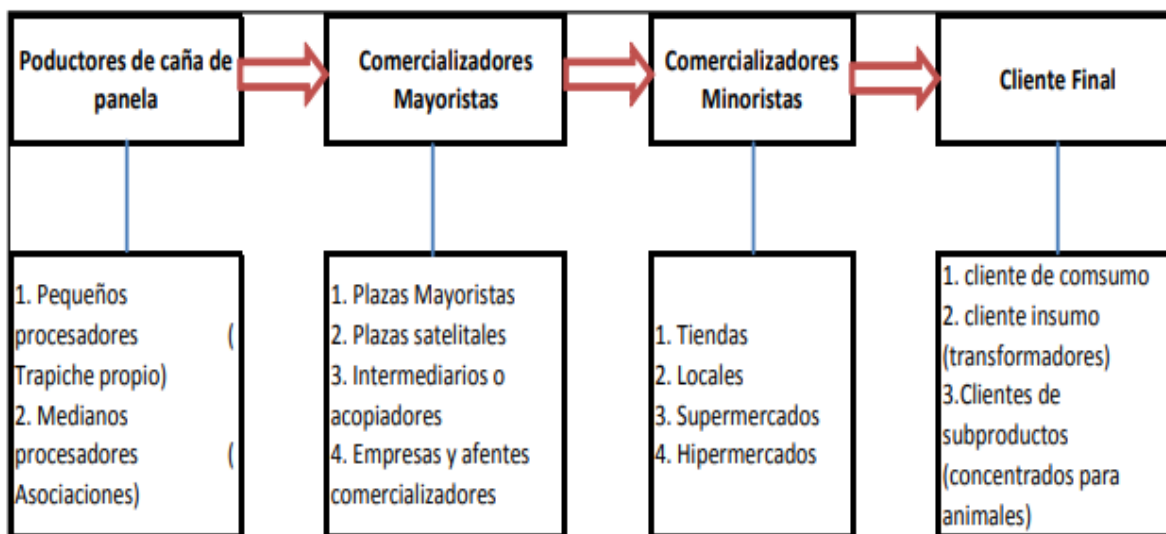 Poductores de caña de
panela
Comercializadores
Mayoristas
Comercializadores
Minoristas
Cliente Final
1. Pequeños
procesadores (
Trapiche propio)
2. Medianos
procesadores (
Asociaciones)
1. Plazas Mayoristas
2. Plazas satelitales
3. Intermediarios o
acopiadores
4. Empresas y afentes
comercializadores
1. Tiendas
2. Locales
3. Supermercados
4. Hipermercados
1. cliente de comsumo
2. cliente insumo
(transformadores)
3.Clientes de
subproductos
(concentrados para
animales)